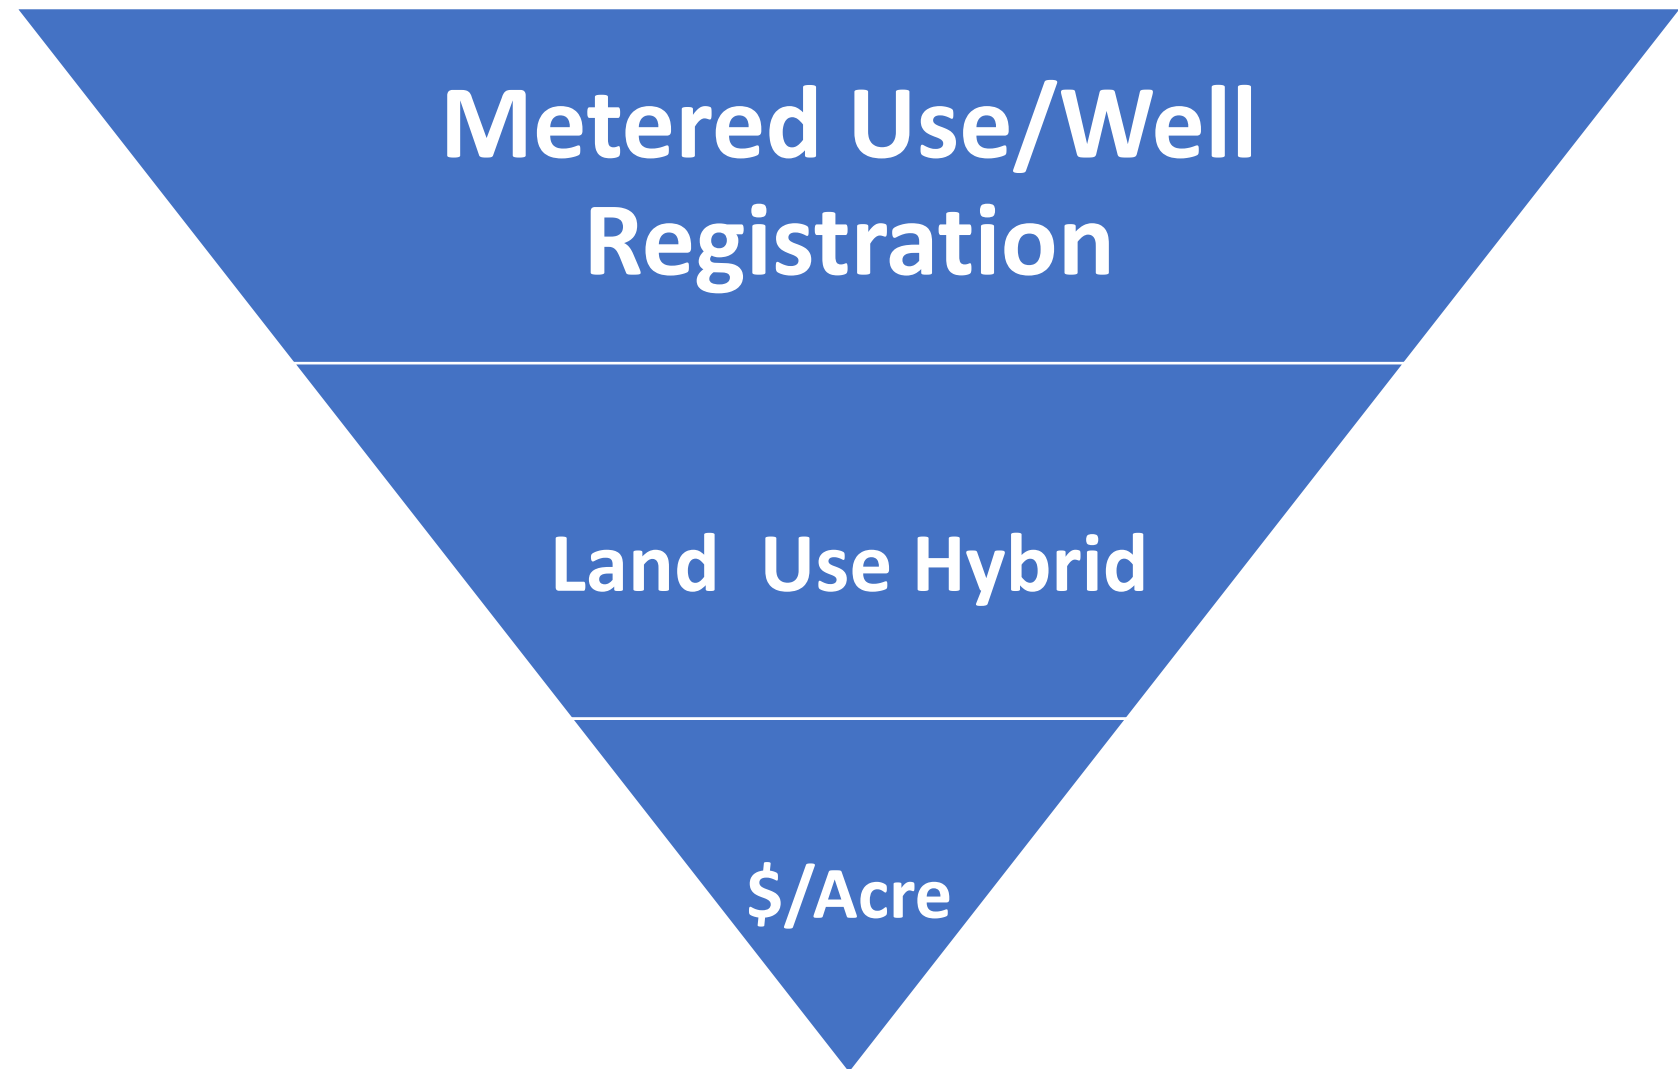 Metered Use/Well
Registration
Land  Use Hybrid
$/Acre